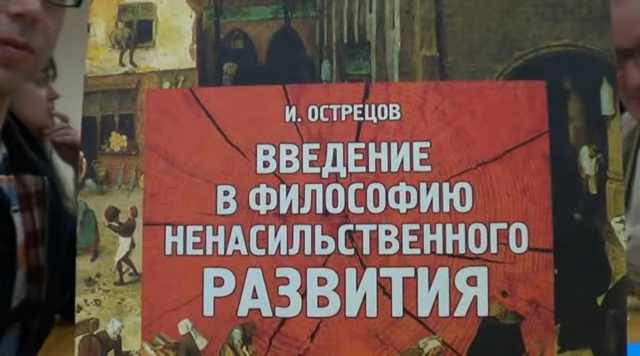 И. ОСТРЕЦОВ
ВВЕДЕНИЕ
В ФИЛОСОФИЮ
НЕНАСИЛЬСТВЕННОГО
РАЗВИТИЯ